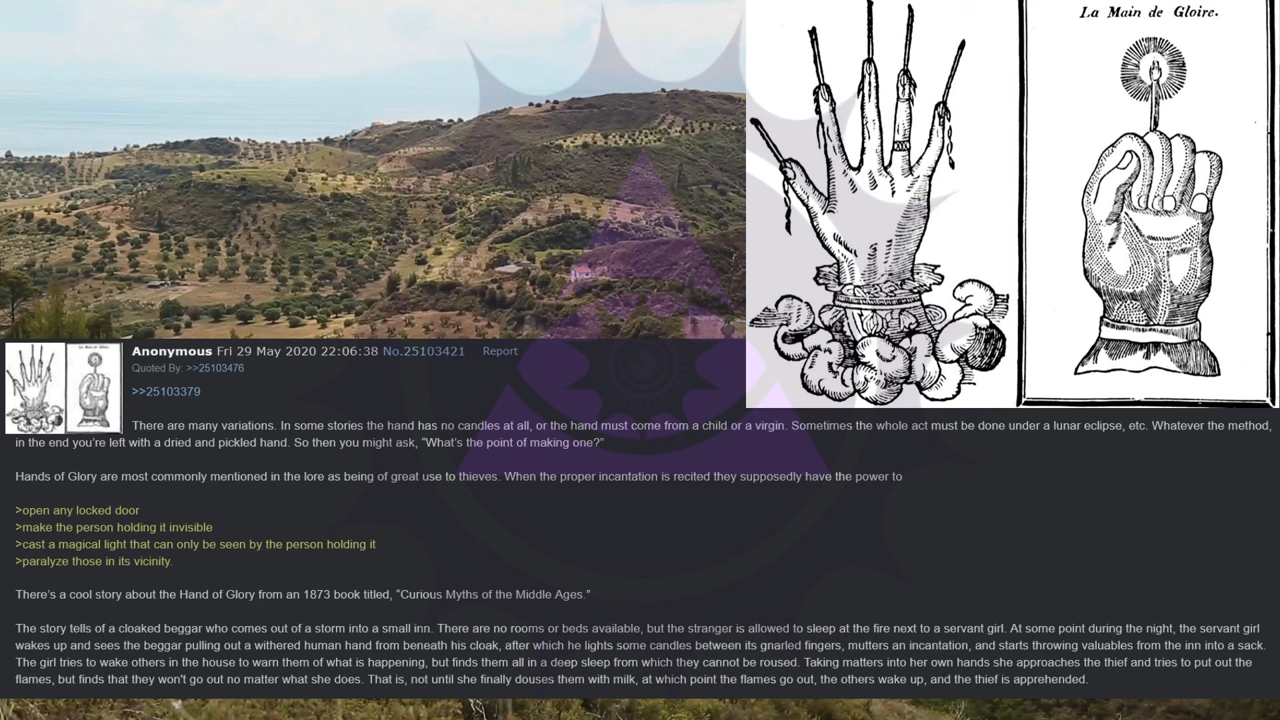 La Main de Gloire.
Anonymous Fri 29 May 2020 22:06:38 No.25103421 Report
Quoted By: >>25103476
>>25103379
There are many variations. In some stories the hand has no candles at all, or the hand must come from a child or a virgin. Sometimes the whole act must be done under a lunar eclipse, etc. Whatever the method,
in the end you're left with a dried and pickled hand. So then you might ask, “What's the point of making one?”
Hands of Glory are most commonly mentioned in the lore as being of great use to thieves. When the proper incantation is recited they supposedly have the power to
>open any locked door
>make the person holding it invisible
>cast a magical light that can only be seen by the person holding it
>paralyze those in its vicinity.
There's a cool story about the Hand of Glory from an 1873 book titled, “Curious Myths of the Middle Ages.”
The story tells of a cloaked beggar who comes out of a storm into a small inn. There are no rooms or beds available, but the stranger is allowed to sleep at the fire next to a servant girl. At some point during the night, the servant girl
wakes up and sees the beggar pulling out a withered human hand from beneath his cloak, after which he lights some candles between its gnarled fingers, mutters an incantation, and starts throwing valuables from the inn into a sack.
The girl tries to wake others in the house to warn them of what is happening, but finds them all in a deep sleep from which they cannot be roused. Taking matters into her own hands she approaches the thief and tries to put out the
flames, but finds that they won't go out no matter what she does. That is, not until she finally douses them with milk, at which point the flames go out, the others wake up, and the thief is apprehended.